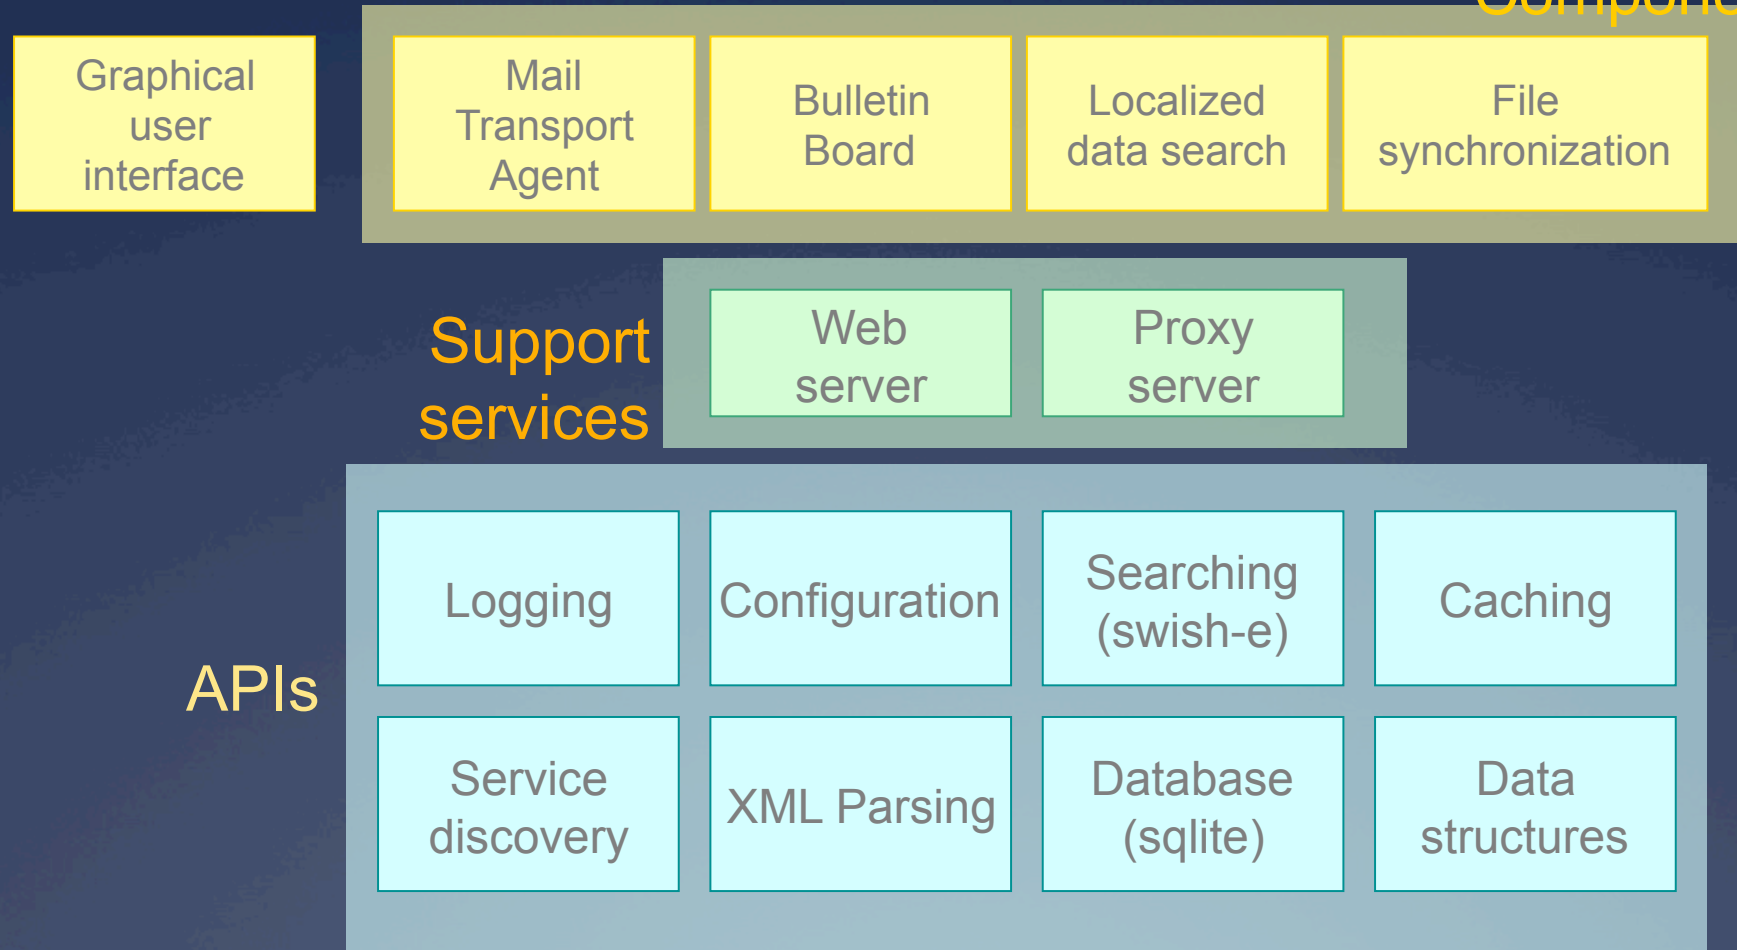 Graphical
user
interface
Mail
Transport
Agent
Bulletin
Board
Localized
data search
File
synchronization
Support
services
Web
server
Proxy
server
APIs
Logging
Configuration
Searching
(swish-e)
Caching
Service
discovery
XML Parsing
Database
(sqlite)
Data
structures